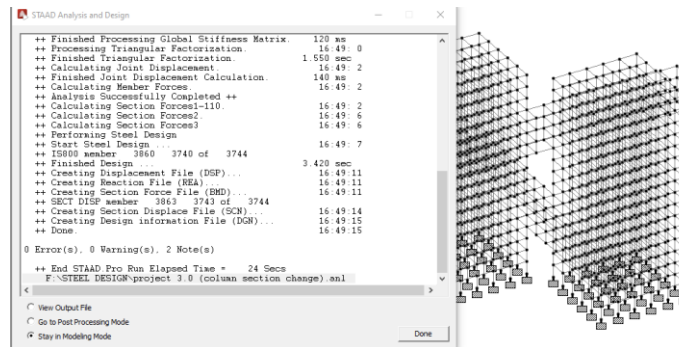 STAAD Analysis and Design
++ Finished Processing Global Stiffness Matrix. 120 ms
++ Processing Triangular Factorization. 16:49: 0
++ Finished Triangular Factorization. 1.550 sec
++ Calculating Joint Displacement. 16:49: 2
++ Finished Joint Displacement Calculation. 140 ms
++ Calculating Member Forces. 16:49: 2
++ Analysis Successfully Completed ++
++ Calculating Section Forces1-110. 16:49: 2
++ Calculating Section Forces2. 16:49: 6
++ Calculating Section Forces3 16:49: 6
++ Performing Steel Design
++ Start Steel Design ... 16:49: 7
++ IS800 member 3860 3740 of 3744
++ Finished Design ... 3.420 sec
++ Creating Displacement File (DSP)... 16:49:11
++ Creating Reaction File (REA)... 16:49:11
++ Creating Section Force File (BMD)... 16:49:11
++ SECT DISP member 3863 3743 of 3744
++ Creating Section Displace File (SCN)... 16:49:14
++ Creating Design information File (DGN)... 16:49:15
++ Done. 16:49:15
0 Error(s), 0 Warning(s), 2 Note(s)
++ End STAAD.Pro Run Elapsed Time = 24 Secs
F:\STEEL DESIGN\project 3.0 (column section change).anl
View Output File
Go to Post Processing Mode
Stay in Modeling Mode
Done